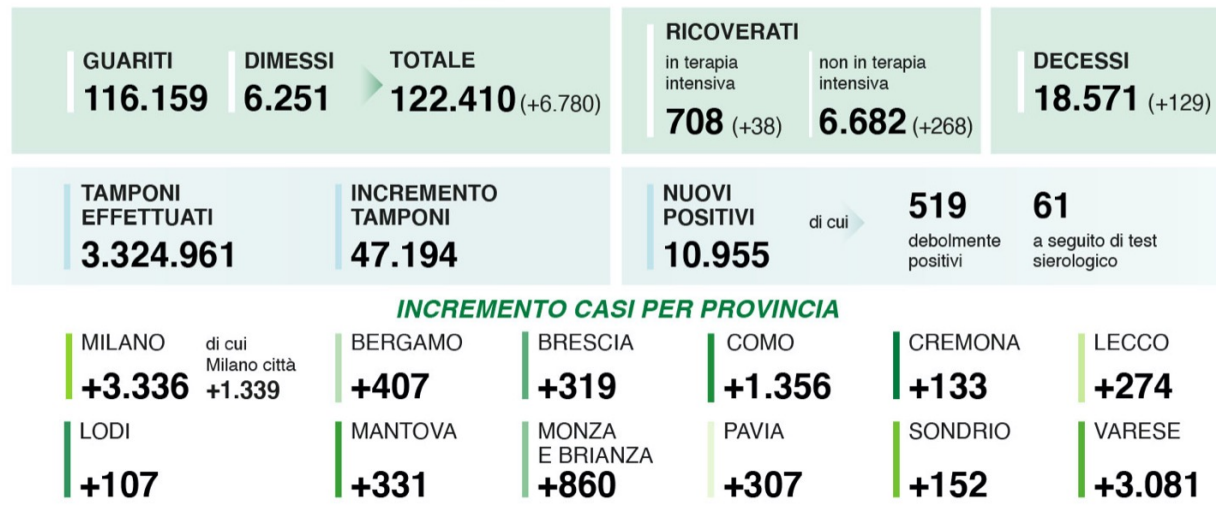 GUARITI
116.159
DIMESSI
6.251
TOTALE
122.410 (+6.780)
RICOVERATI
in terapia
intensiva
708 (+38)
non in terapia
intensiva
6.682 (+268)
DECESSI
18.571 (+129)
TAMPONI
EFFETTUATI
3.324.961
INCREMENTO
TAMPONI
47.194
NUOVI
POSITIVI
10.955
di cui
519
debolmente
positivi
61
a seguito di test
sierologico
INCREMENTO CASI PER PROVINCIA
MILANO
+3.336
di cui
Milano città
+1.339
BERGAMO
+407
BRESCIA
+319
COMO
+1.356
CREMONA
+133
LECCO
+274
LODI
+107
MANTOVA
+331
MONZA
E BRIANZA
+860
PAVIA
+307
SONDRIO
+152
VARESE
+3.081